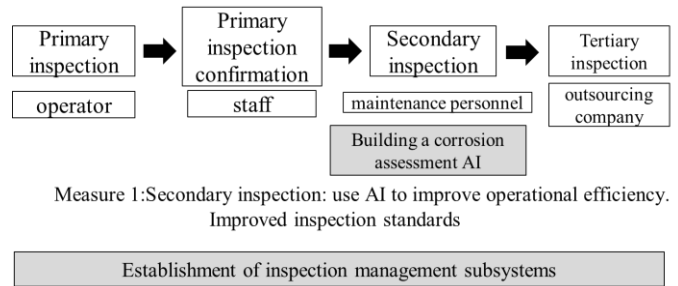 Primary
inspection
Primary
inspection
confirmation
Secondary
inspection
Tertiary
inspection
operator
staff
maintenance personnel
outsourcing
company
Building a corrosion
assessment AI
Measure 1:Secondary inspection: use AI to improve operational efficiency.
Improved inspection standards
Establishment of inspection management subsystems